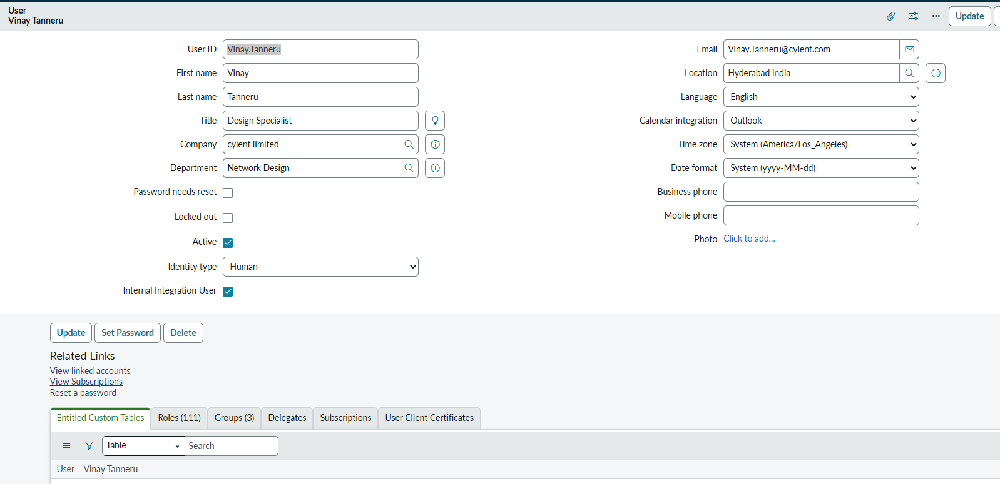 User
Vinay Tanneru
Update
User ID Vinay.Tanneru
First name Vinay
Last name Tanneru
Title Design Specialist
Company cyient limited
Department Network Design
Password needs reset
Locked out
Active
Identity type Human
Internal Integration User
Email Vinay.Tanneru@cyient.com
Location Hyderabad india
Language English
Calendar integration Outlook
Time zone System (America/Los_Angeles)
Date format System (yyyy-MM-dd)
Business phone
Mobile phone
Photo Click to add...
Update Set Password Delete
Related Links
View linked accounts
View Subscriptions
Reset a password
Entitled Custom Tables Roles (111) Groups (3) Delegates Subscriptions User Client Certificates
Table Search
User = Vinay Tanneru